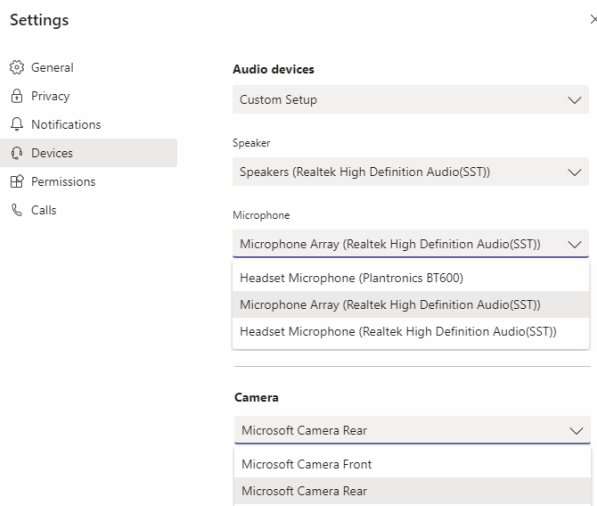 Settings
General
Privacy
Notifications
Devices
Permissions
Calls
Audio devices
Custom Setup
Speaker
Speakers (Realtek High Definition Audio(SST))
Microphone
Microphone Array (Realtek High Definition Audio(SST))
Headset Microphone (Plantronics BT600)
Microphone Array (Realtek High Definition Audio(SST))
Headset Microphone (Realtek High Definition Audio(SST))
Camera
Microsoft Camera Rear
Microsoft Camera Front
Microsoft Camera Rear